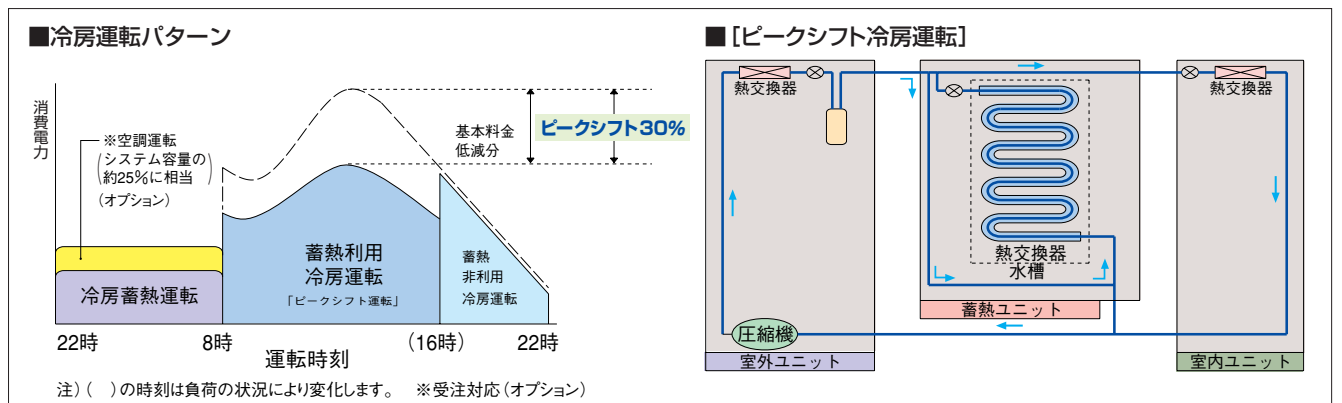 ■冷房運転パターン
消費電力
※空調運転
(システム容量の
約25%に相当)
(オプション)
冷房蓄熱運転
蓄熱利用
冷房運転
「ピークシフト運転」
蓄熱
非利用
冷房運転
基本料金
低減分
ピークシフト30%
22時
8時
(16時)
22時
運転時刻
注)(　)の時刻は負荷の状況により変化します。　※受注対応(オプション)
■[ピークシフト冷房運転]
熱交換器
熱交換器
熱交換器
水槽
蓄熱ユニット
圧縮機
室外ユニット
室内ユニット